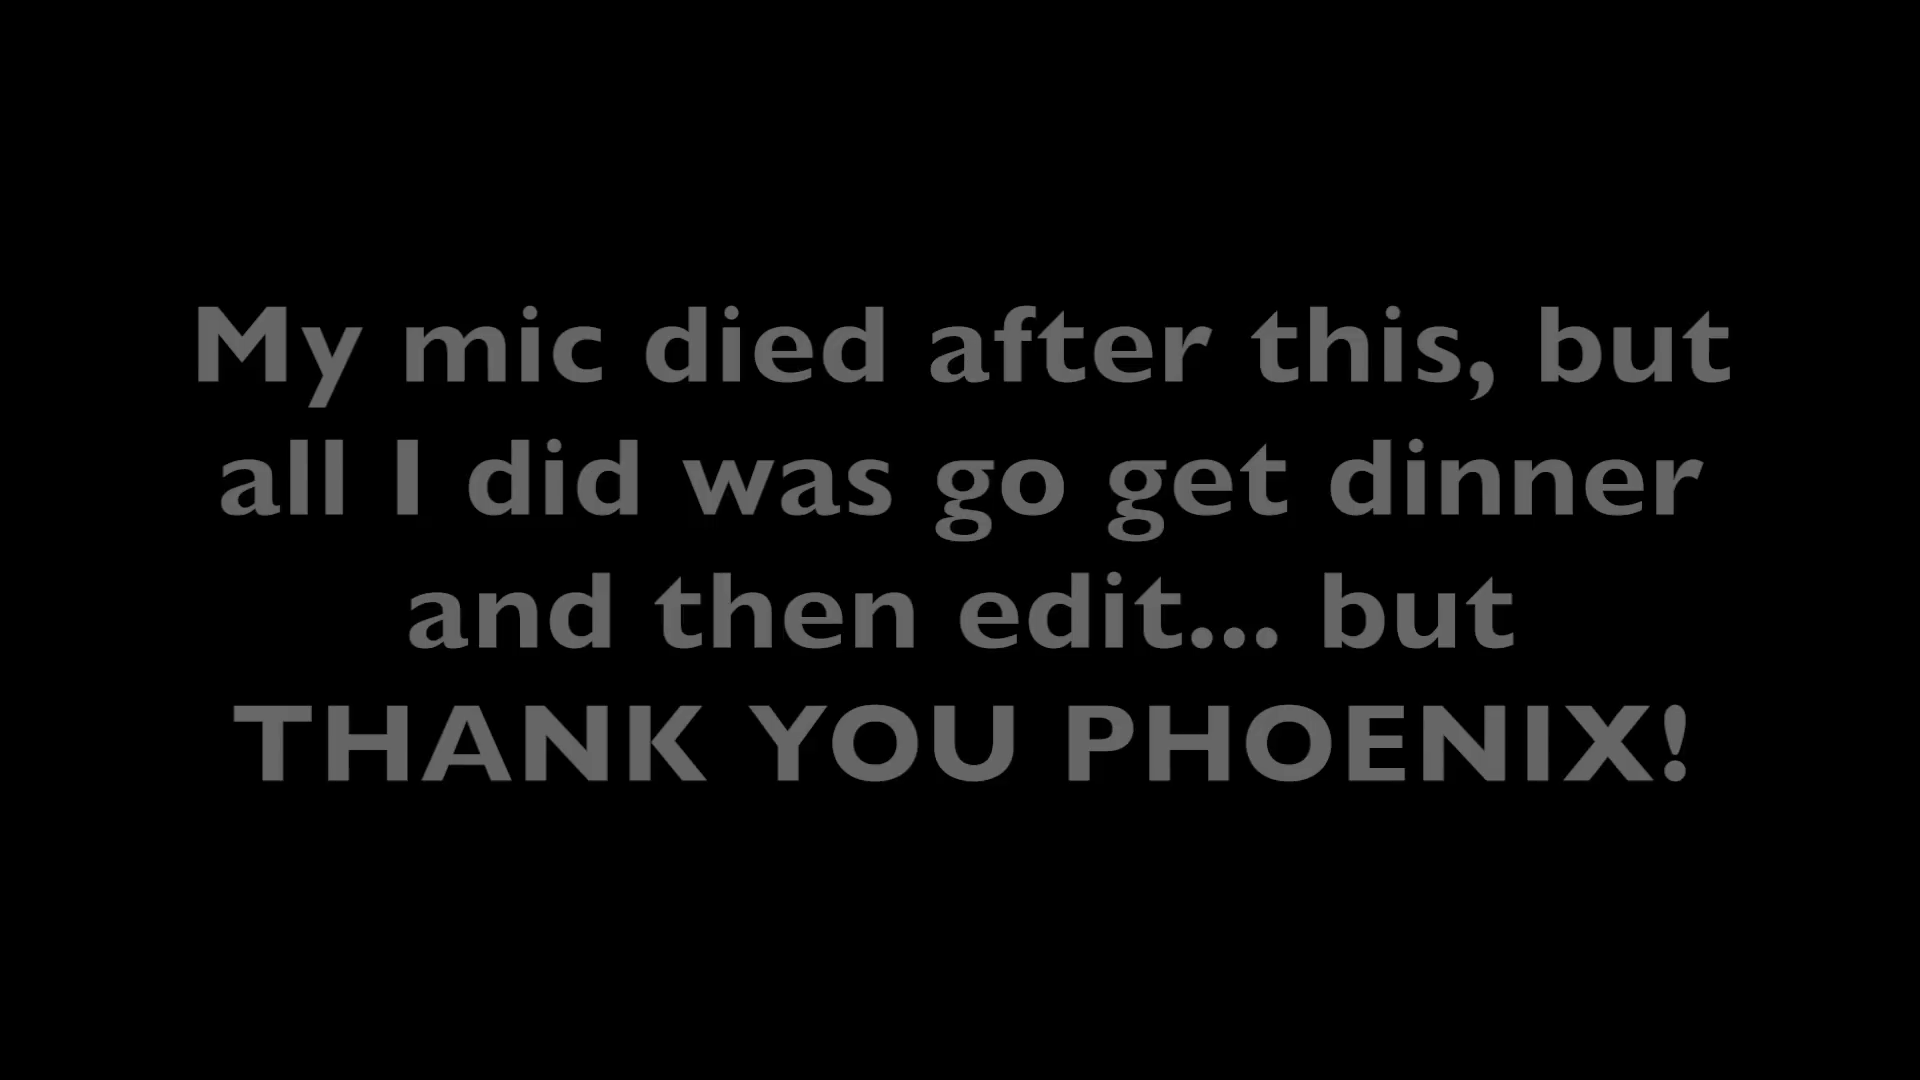 My mic died after this, but
all I did was go get dinner
and then edit... but
THANK YOU PHOENIX!